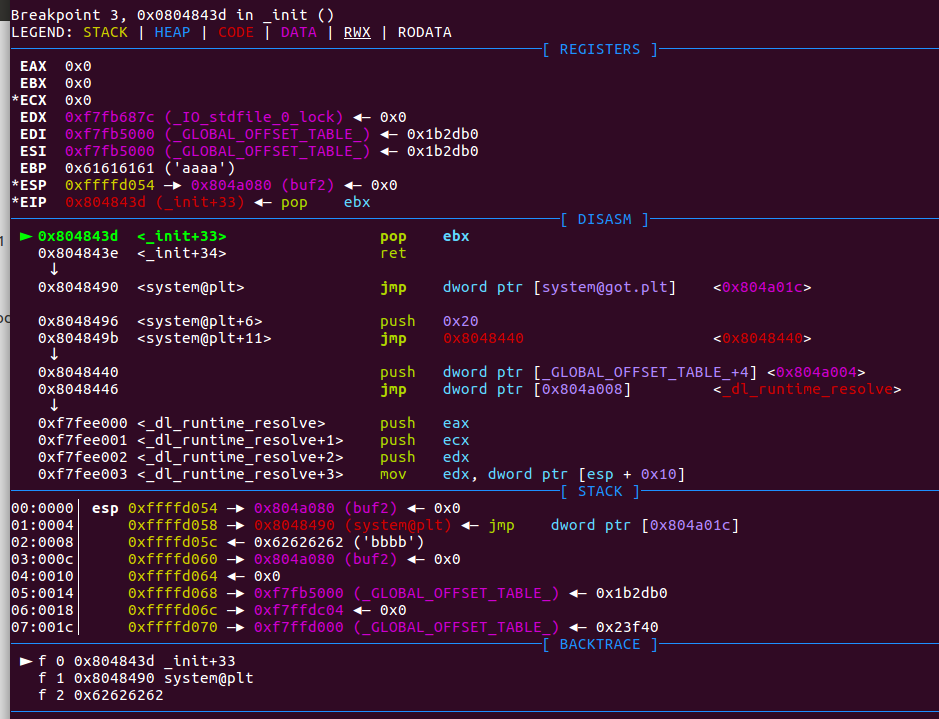 Breakpoint 3, 0x0804843d in _init ()
LEGEND: STACK | HEAP | CODE | DATA | RWX | RODATA
[ REGISTERS ]
EAX  0x0
EBX  0x0
*ECX  0x0
EDX  0xf7fb687c (_IO_stdfile_0_lock) ◂— 0x0
EDI  0xf7fb5000 (_GLOBAL_OFFSET_TABLE_) ◂— 0x1b2db0
ESI  0xf7fb5000 (_GLOBAL_OFFSET_TABLE_) ◂— 0x1b2db0
EBP  0x61616161 ('aaaa')
*ESP  0xffffd054 —▸ 0x804a080 (buf2) ◂— 0x0
*EIP  0x804843d (_init+33) ◂— pop    ebx
[ DISASM ]
► 0x804843d  <_init+33>    pop    ebx
0x804843e  <_init+34>    ret
↓
0x8048490  <system@plt>    jmp    dword ptr [system@got.plt]    <0x804a01c>
0x8048496  <system@plt+6>    push   0x20
0x804849b  <system@plt+11>    jmp    0x8048440    <0x8048440>
↓
0x8048440    push   dword ptr [_GLOBAL_OFFSET_TABLE_+4] <0x804a004>
0x8048446    jmp    dword ptr [0x804a008]    <_dl_runtime_resolve>
↓
0xf7fee000 <_dl_runtime_resolve>    push   eax
0xf7fee001 <_dl_runtime_resolve+1>    push   ecx
0xf7fee002 <_dl_runtime_resolve+2>    push   edx
0xf7fee003 <_dl_runtime_resolve+3>    mov    edx, dword ptr [esp + 0x10]
[ STACK ]
00:0000│ esp 0xffffd054 —▸ 0x804a080 (buf2) ◂— 0x0
01:0004│     0xffffd058 —▸ 0x8048490 (system@plt) ◂— jmp    dword ptr [0x804a01c]
02:0008│     0xffffd05c ◂— 0x62626262 ('bbbb')
03:000c│     0xffffd060 —▸ 0x804a080 (buf2) ◂— 0x0
04:0010│     0xffffd064 ◂— 0x0
05:0014│     0xffffd068 —▸ 0xf7fb5000 (_GLOBAL_OFFSET_TABLE_) ◂— 0x1b2db0
06:0018│     0xffffd06c —▸ 0xf7ffdc04 ◂— 0x0
07:001c│     0xffffd070 —▸ 0xf7ffd000 (_GLOBAL_OFFSET_TABLE_) ◂— 0x23f40
[ BACKTRACE ]
► f 0 0x804843d _init+33
f 1 0x8048490 system@plt
f 2 0x62626262